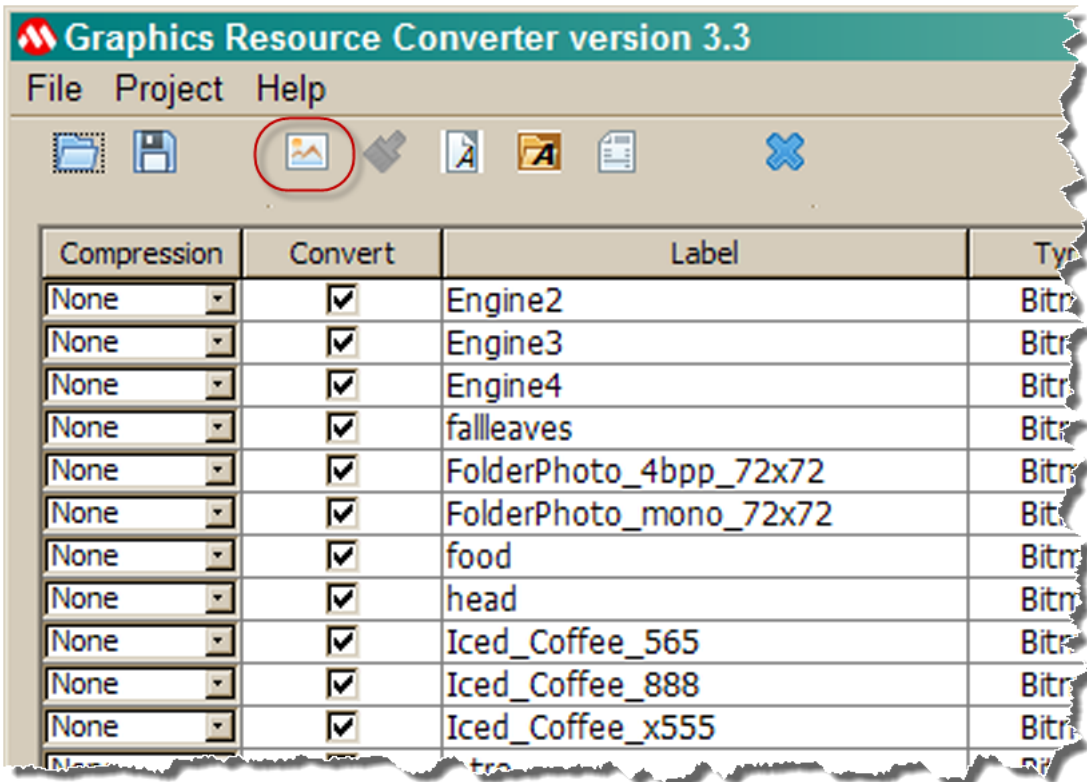 Graphics Resource Converter version 3.3
File Project Help
Compression Convert Label
None Engine2
None Engine3
None Engine4
None fallleaves
None FolderPhoto_4bpp_72x72
None FolderPhoto_mono_72x72
None food
None head
None Iced_Coffee_565
None Iced_Coffee_888
None Iced_Coffee_x555